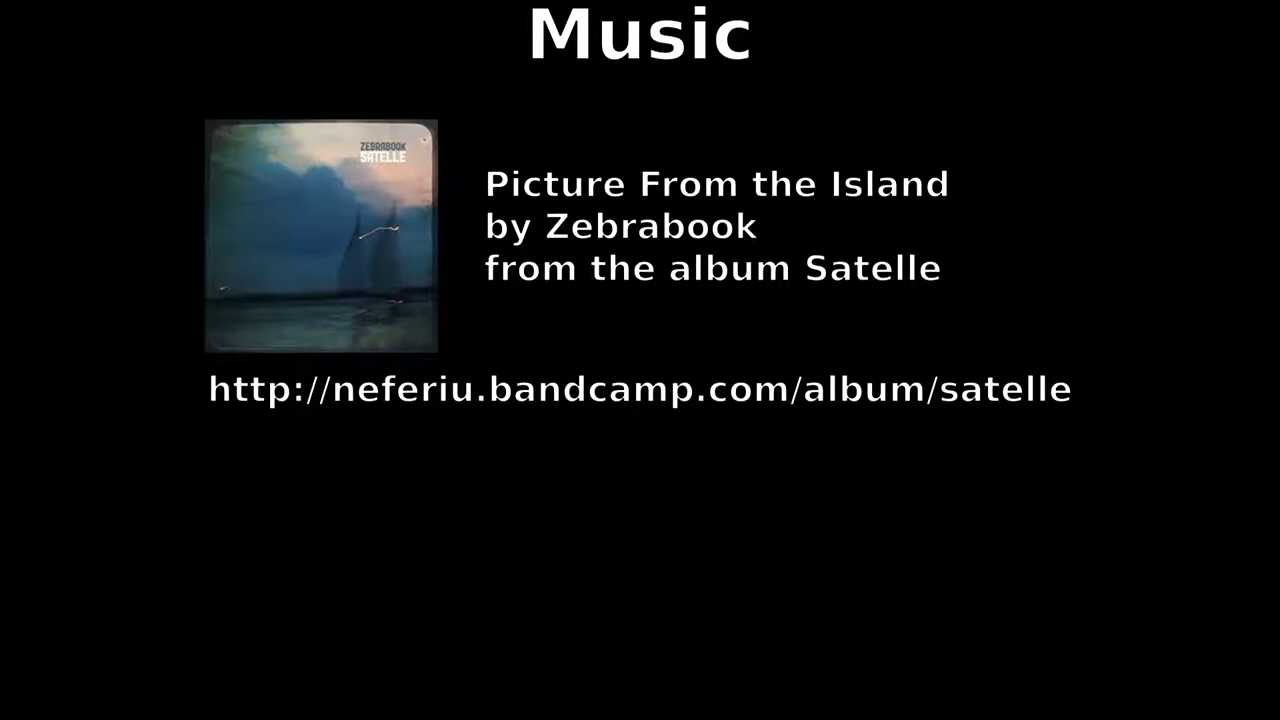 Music
ZEBRABOOK
SATELLE
Picture From the Island
by Zebrabook
from the album Satelle
http://neferiu.bandcamp.com/album/satelle